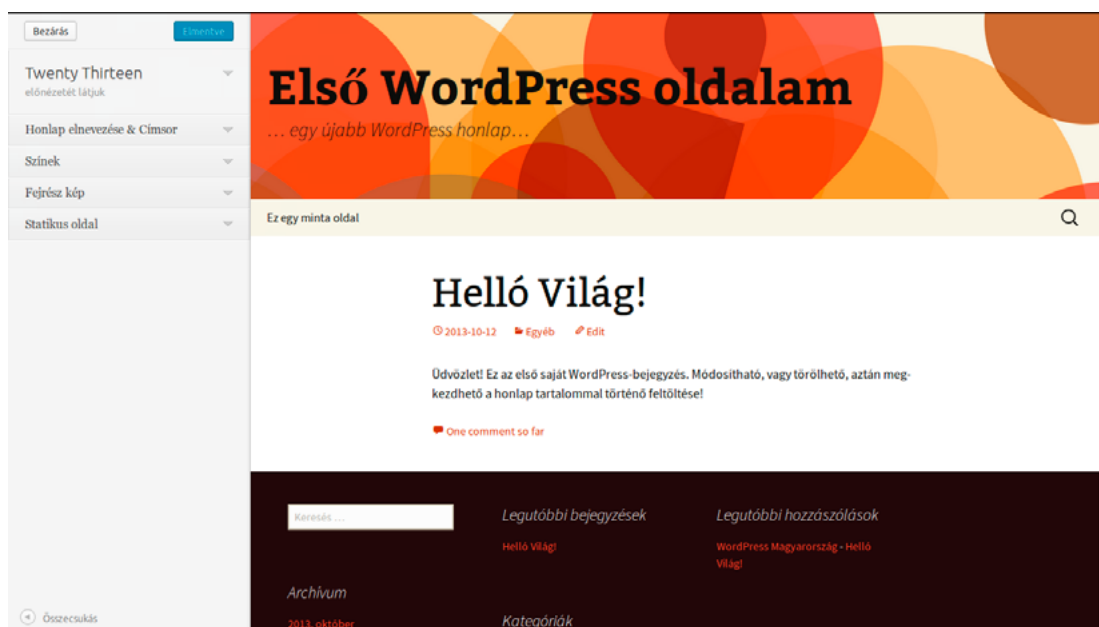 Bezárás
Elmentve
Twenty Thirteen
előnézetét látjuk
Honlap elnevezése & Címsor
Színek
Fejrész kép
Statikus oldal
Összecsukás
Első WordPress oldalam
… egy újabb WordPress honlap…
Ez egy minta oldal
Helló Világ!
2013-10-12 Egyéb Edit
Üdvözlet! Ez az első saját WordPress-bejegyzés. Módosítható, vagy törölhető, aztán meg-
kezdhető a honlap tartalommal történő feltöltése!
One comment so far
Keresés …
Archívum
2013. október
Legutóbbi bejegyzések
Helló Világ!
Kategóriák
Legutóbbi hozzászólások
WordPress Magyarország - Helló
Világ!